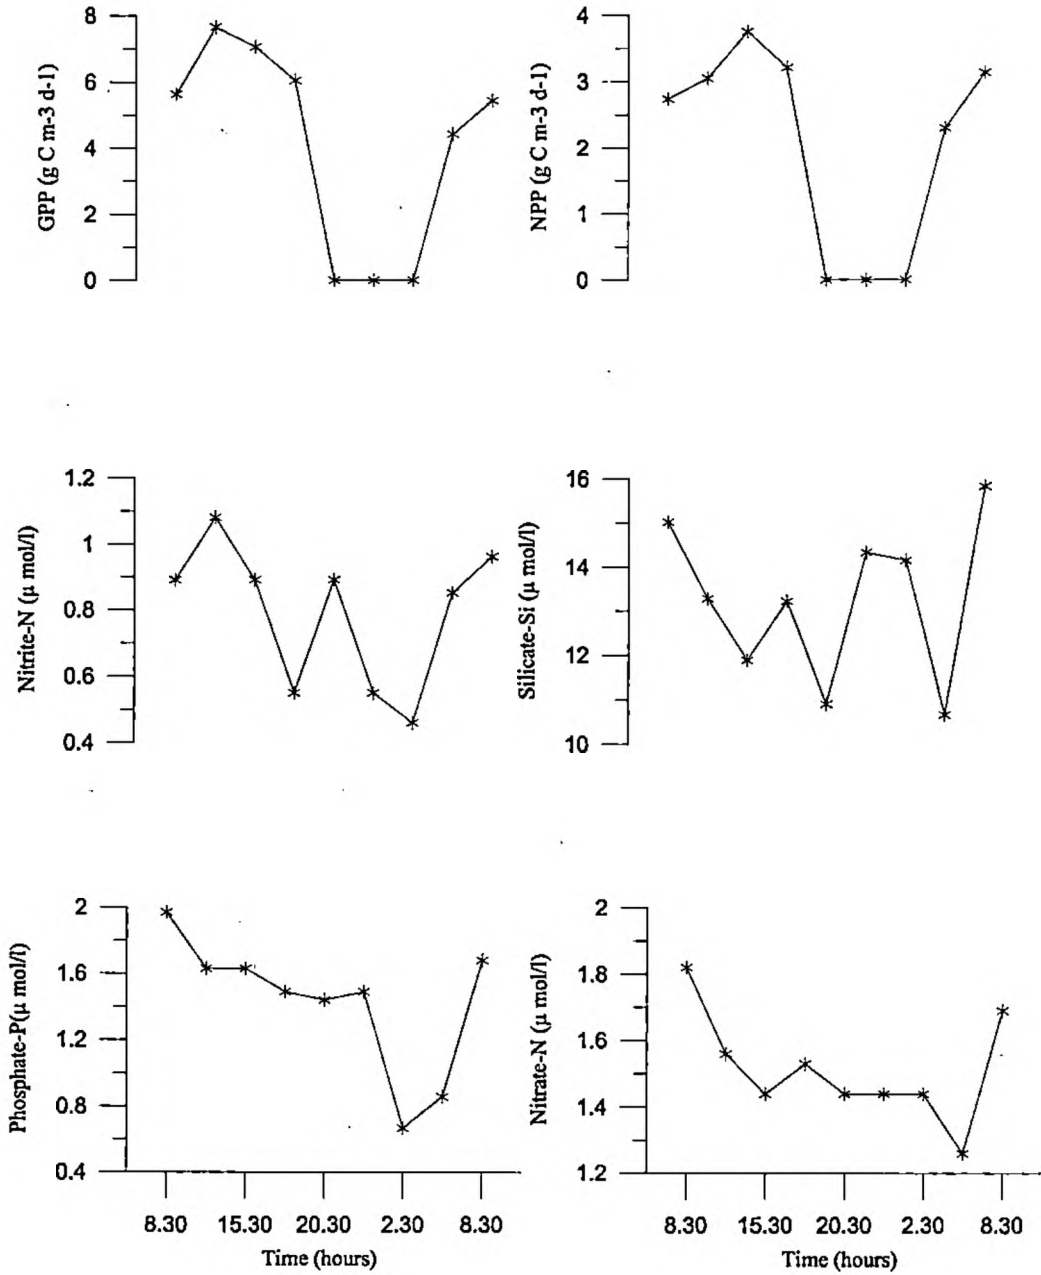 GPP (g C m-3 d-1)
8
6
4
2
0
NPP (g C m-3 d-1)
4
3
2
1
0
Nitrite-N (μ mol/l)
1.2
1
0.8
0.6
0.4
Silicate-Si (μ mol/l)
16
14
12
10
Phosphate-P(μ mol/l)
2
1.6
1.2
0.8
0.4
8.30 15.30 20.30 2.30 8.30
Time (hours)
Nitrate-N (μ mol/l)
2
1.8
1.6
1.4
1.2
8.30 15.30 20.30 2.30 8.30
Time (hours)